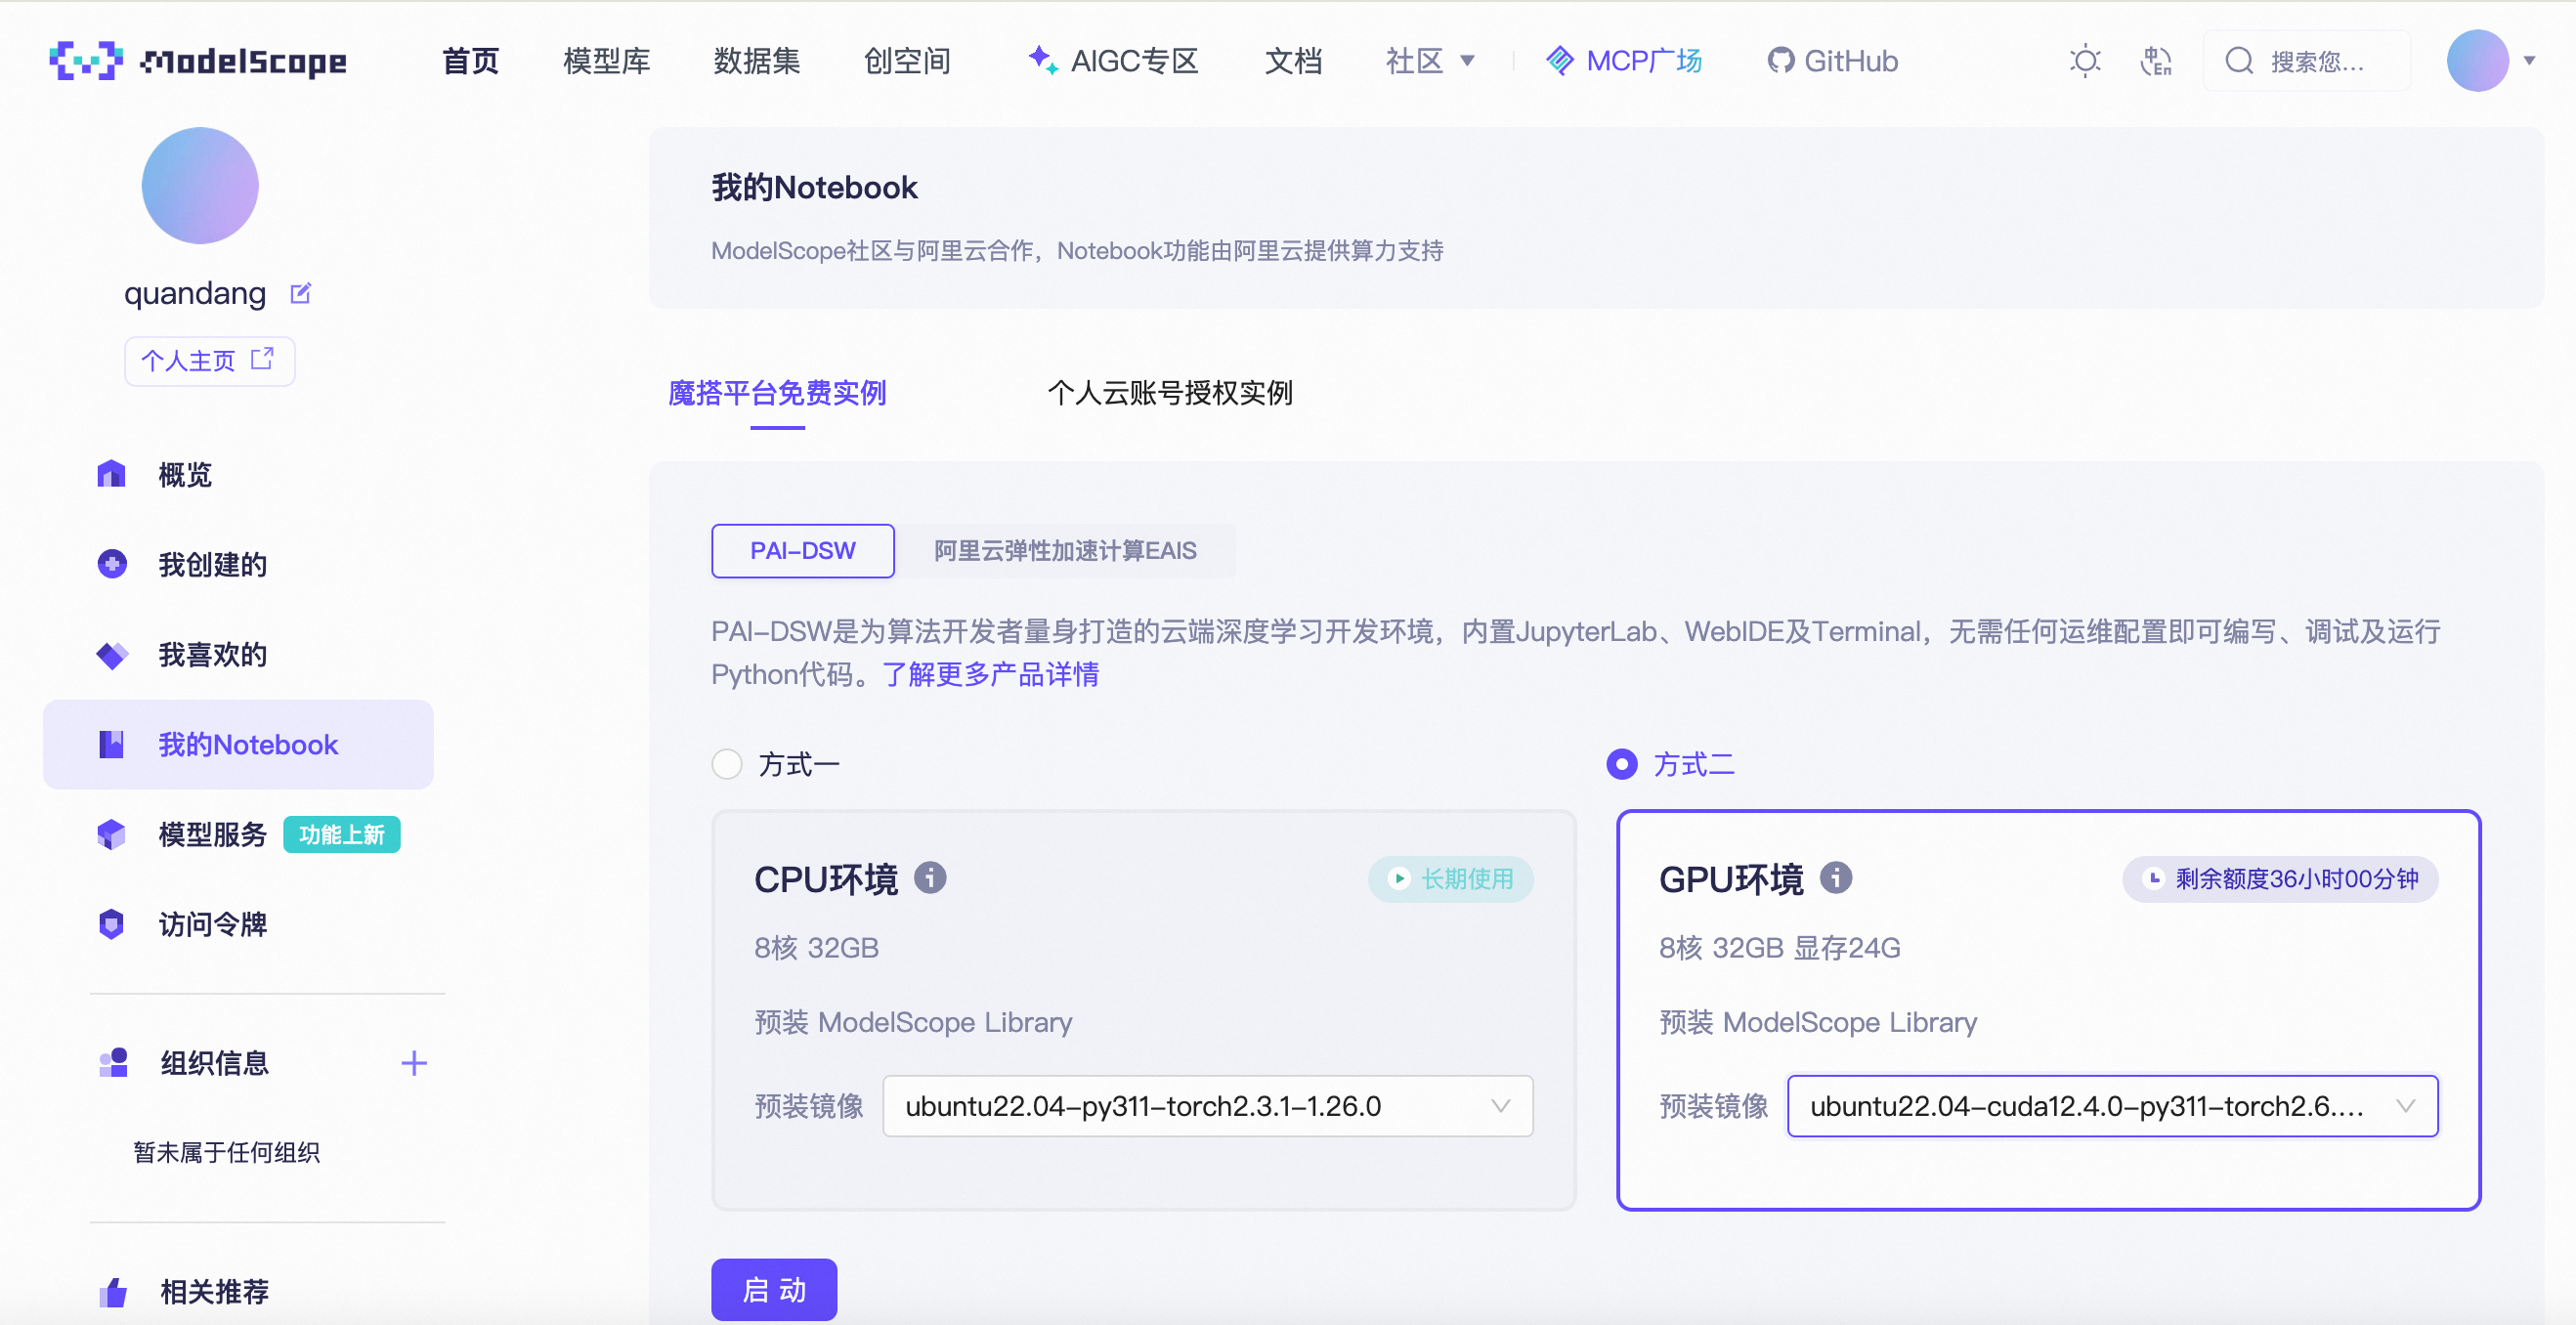 ModelScope 首页 模型库 数据集 创空间 AIGC专区 文档 社区 MCP广场 GitHub 搜索您...
quandang
个人主页
概览
我创建的
我喜欢的
我的Notebook
模型服务 功能上新
访问令牌
组织信息
暂未属于任何组织
相关推荐
我的Notebook
ModelScope社区与阿里云合作，Notebook功能由阿里云提供算力支持
魔搭平台免费实例 个人云账号授权实例
PAI-DSW 阿里云弹性加速计算EAIS
PAI-DSW是为算法开发者量身打造的云端深度学习开发环境，内置JupyterLab、WebIDE及Terminal，无需任何运维配置即可编写、调试及运行
Python代码。了解更多产品详情
方式一
CPU环境 长期使用
8核 32GB
预装 ModelScope Library
预装镜像 ubuntu22.04-py311-torch2.3.1-1.26.0
方式二
GPU环境 剩余额度36小时00分钟
8核 32GB 显存24G
预装 ModelScope Library
预装镜像 ubuntu22.04-cuda12.4.0-py311-torch2.6....
启 动